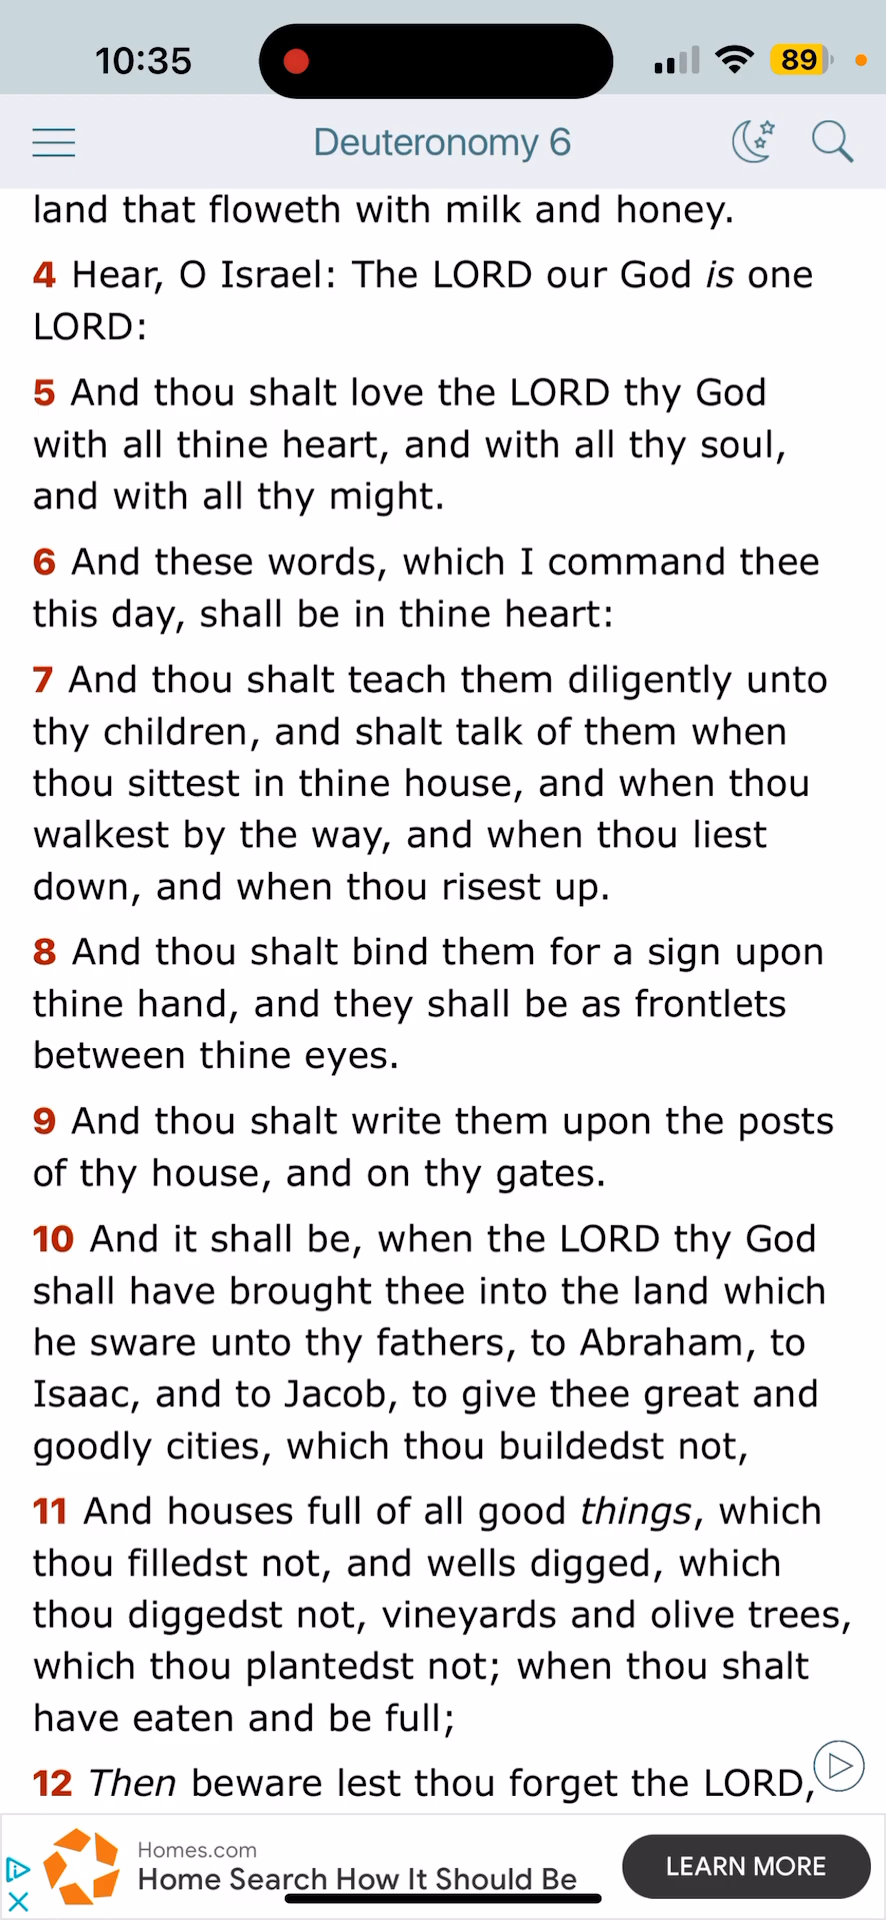 10:35
89
Deuteronomy 6
land that floweth with milk and honey.
4 Hear, O Israel: The LORD our God is one
LORD:
5 And thou shalt love the LORD thy God
with all thine heart, and with all thy soul,
and with all thy might.
6 And these words, which I command thee
this day, shall be in thine heart:
7 And thou shalt teach them diligently unto
thy children, and shalt talk of them when
thou sittest in thine house, and when thou
walkest by the way, and when thou liest
down, and when thou risest up.
8 And thou shalt bind them for a sign upon
thine hand, and they shall be as frontlets
between thine eyes.
9 And thou shalt write them upon the posts
of thy house, and on thy gates.
10 And it shall be, when the LORD thy God
shall have brought thee into the land which
he sware unto thy fathers, to Abraham, to
Isaac, and to Jacob, to give thee great and
goodly cities, which thou buildedst not,
11 And houses full of all good things, which
thou filledst not, and wells digged, which
thou diggedst not, vineyards and olive trees,
which thou plantedst not; when thou shalt
have eaten and be full;
12 Then beware lest thou forget the LORD,
Homes.com
Home Search How It Should Be
LEARN MORE